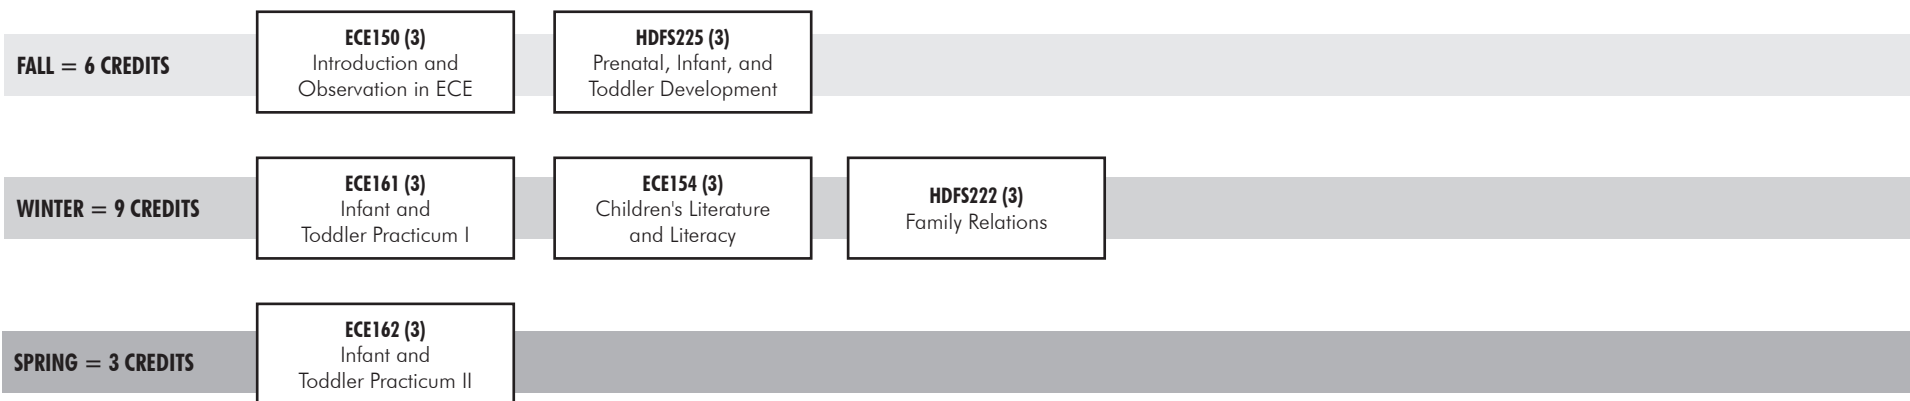 FALL = 6 CREDITS
ECE150 (3)
Introduction and
Observation in ECE
HDFS225 (3)
Prenatal, Infant, and
Toddler Development
WINTER = 9 CREDITS
ECE161 (3)
Infant and
Toddler Practicum I
ECE154 (3)
Children's Literature
and Literacy
HDFS222 (3)
Family Relations
SPRING = 3 CREDITS
ECE162 (3)
Infant and
Toddler Practicum II